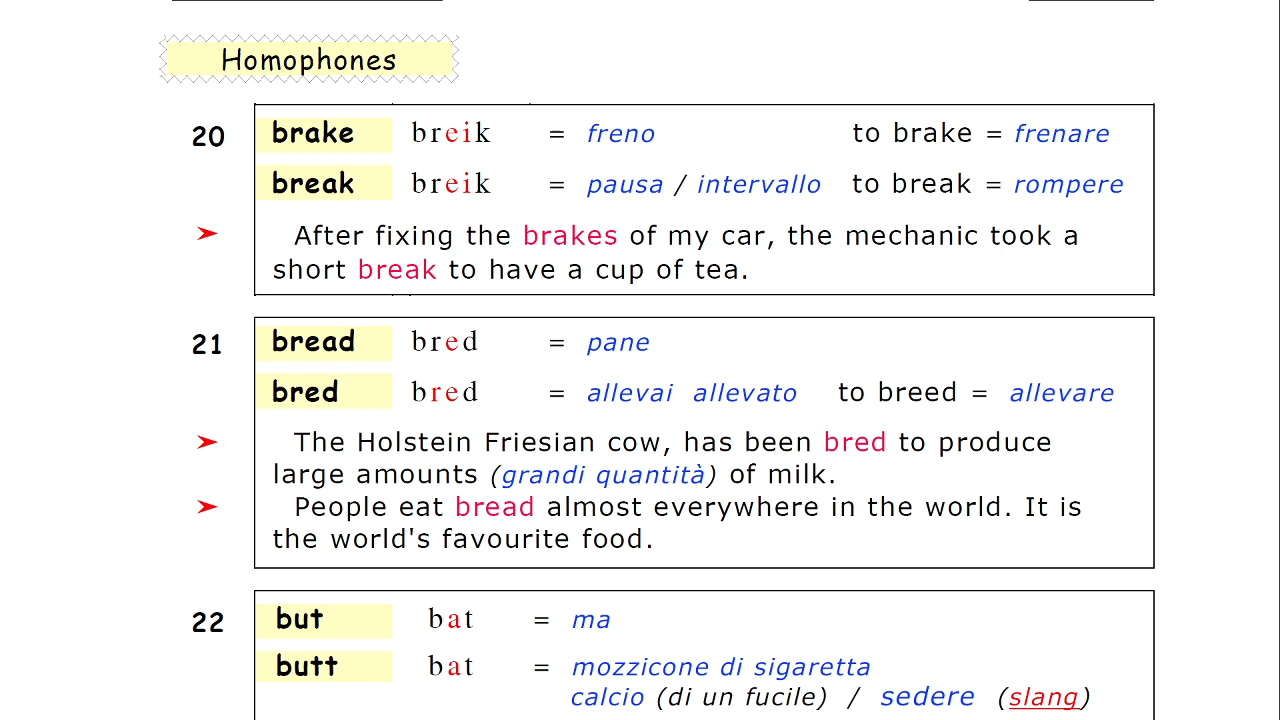 Homophones
20 brake breik = freno to brake = frenare
break breik = pausa / intervallo to break = rompere
➢ After fixing the brakes of my car, the mechanic took a
short break to have a cup of tea.
21 bread bred = pane
bred bred = allevai allevato to breed = allevare
➢ The Holstein Friesian cow, has been bred to produce
large amounts (grandi quantità) of milk.
➢ People eat bread almost everywhere in the world. It is
the world's favourite food.
22 but bat = ma
butt bat = mozzicone di sigaretta
calcio (di un fucile) / sedere (slang)